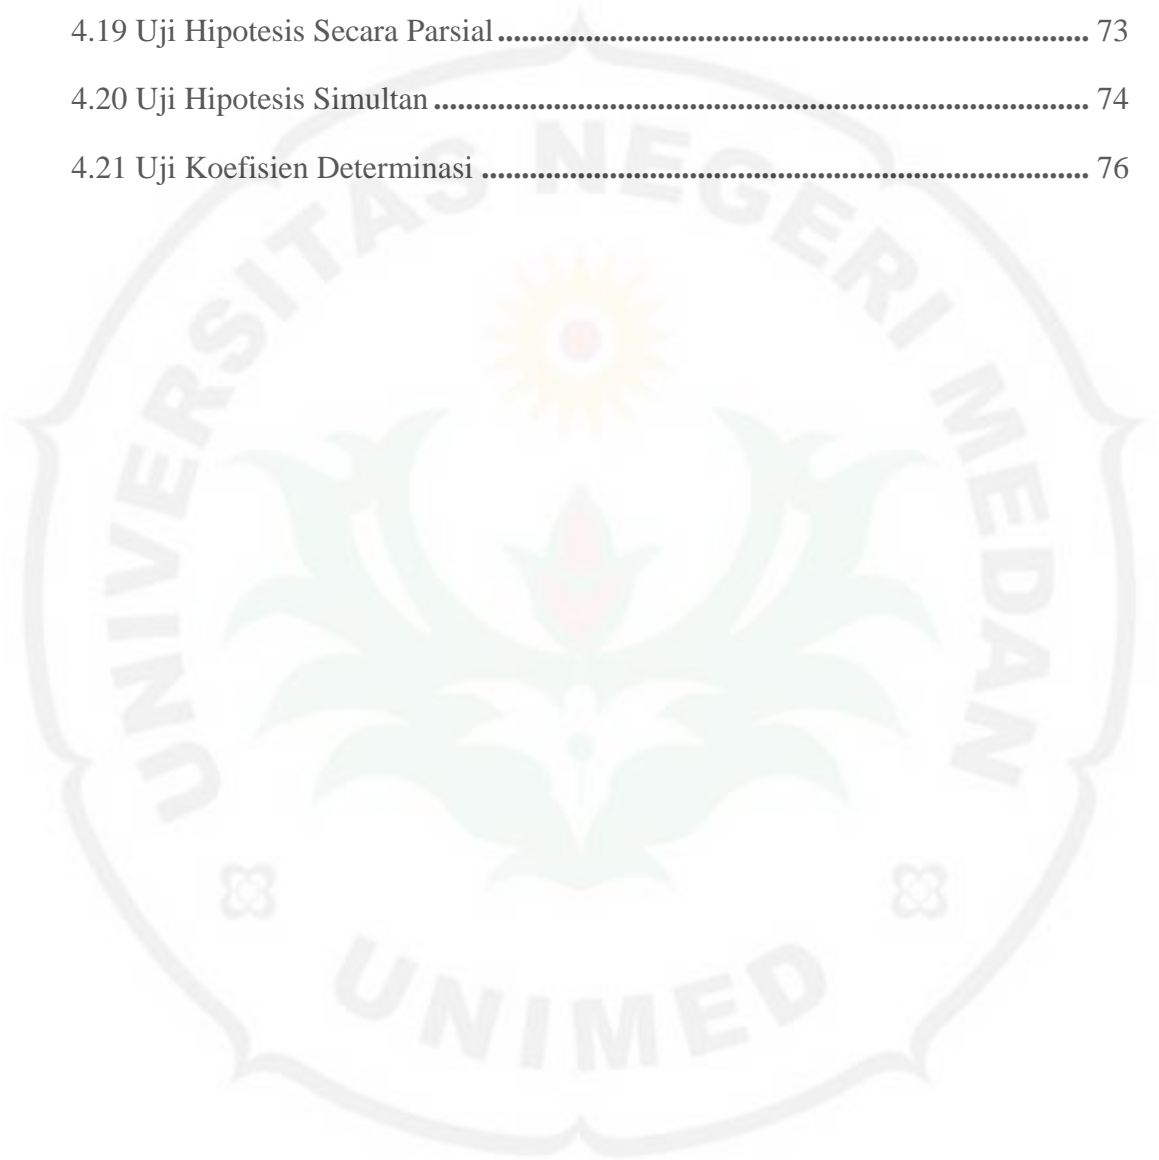 4.19 Uji Hipotesis Secara Parsial .......................................................................... 73
4.20 Uji Hipotesis Simultan .................................................................................. 74
4.21 Uji Koefisien Determinasi ............................................................................ 76
UNIVERSITAS NEGERI MEDAN
UNIMED